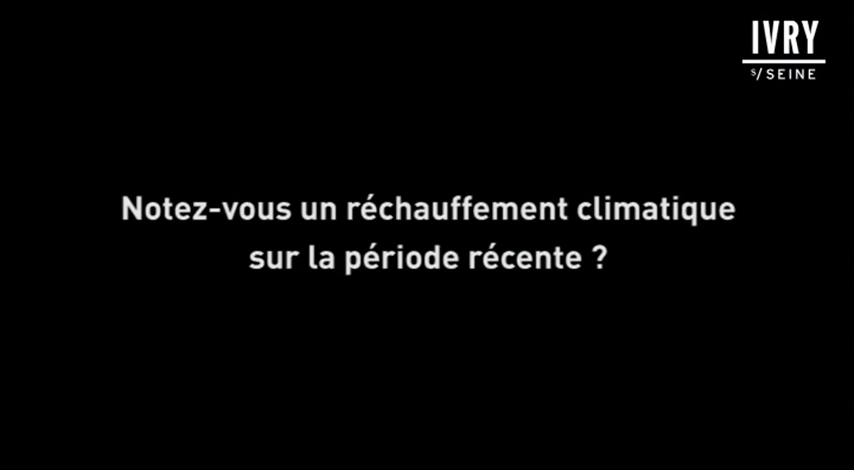 IVRY
s/SEINE
Notez-vous un réchauffement climatique
sur la période récente ?